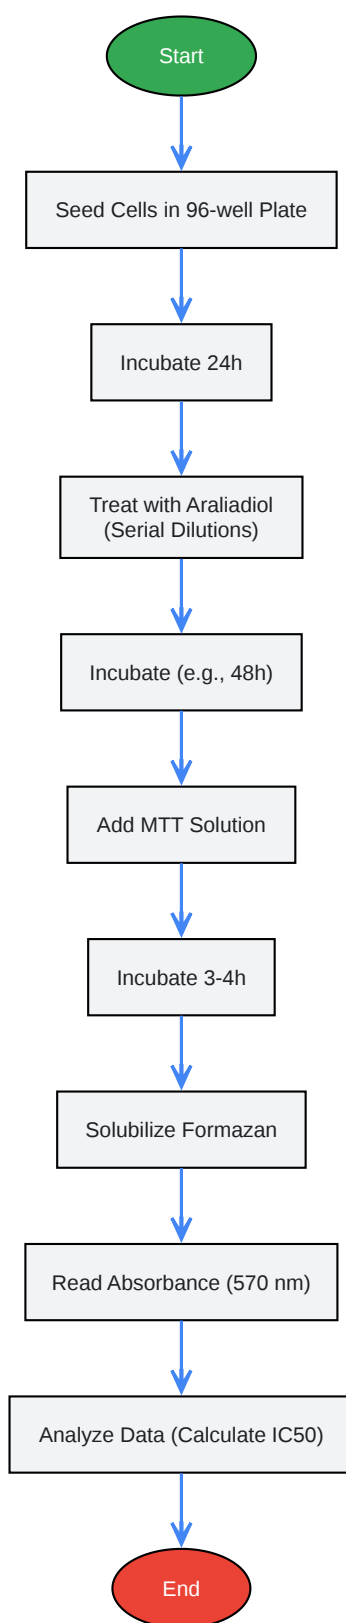 Start
Seed Cells in 96-well Plate
Incubate 24h
Treat with Araliadiol
(Serial Dilutions)
Incubate (e.g., 48h)
Add MTT Solution
Incubate 3-4h
Solubilize Formazan
Read Absorbance (570 nm)
Analyze Data (Calculate IC50)
End